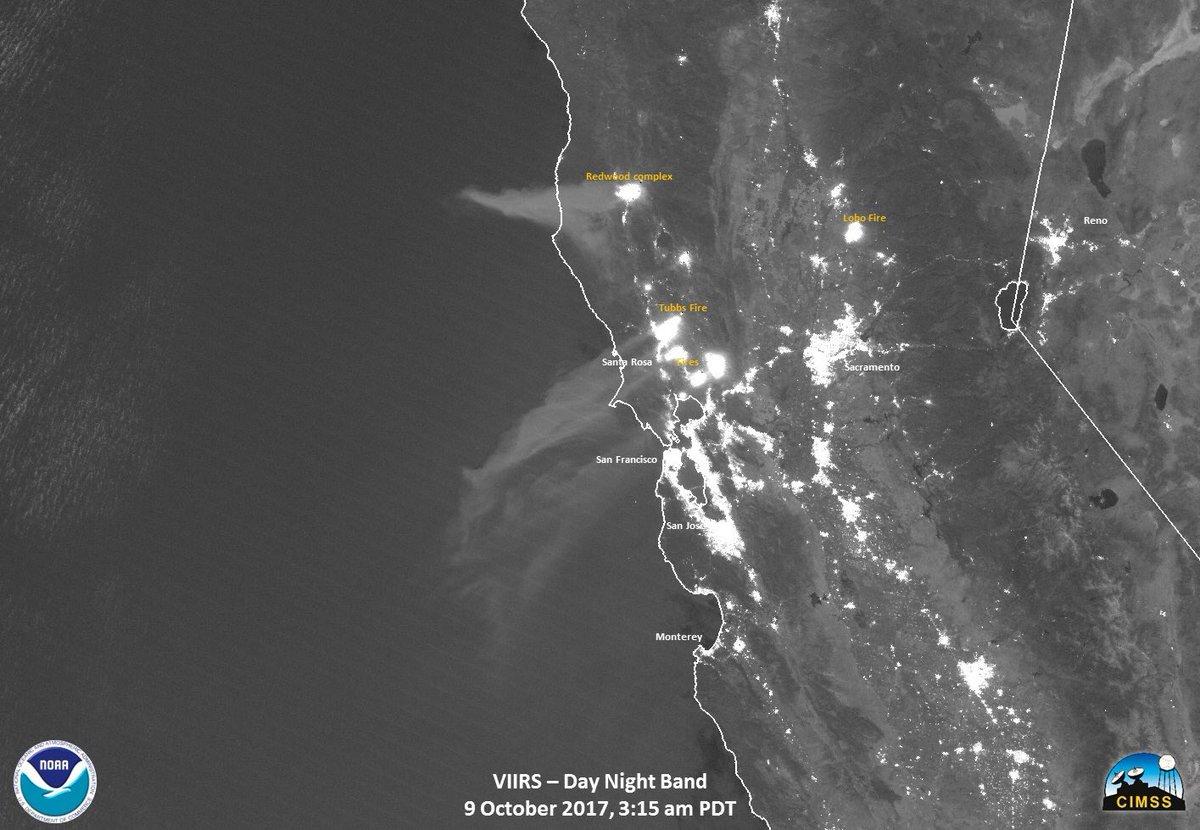 Redwood complex
Lobo Fire
Reno
Tubbs Fire
Santa Rosa
Fires
Sacramento
San Francisco
San Jose
Monterey
NOAA
VIIRS – Day Night Band
9 October 2017, 3:15 am PDT
CIMSS